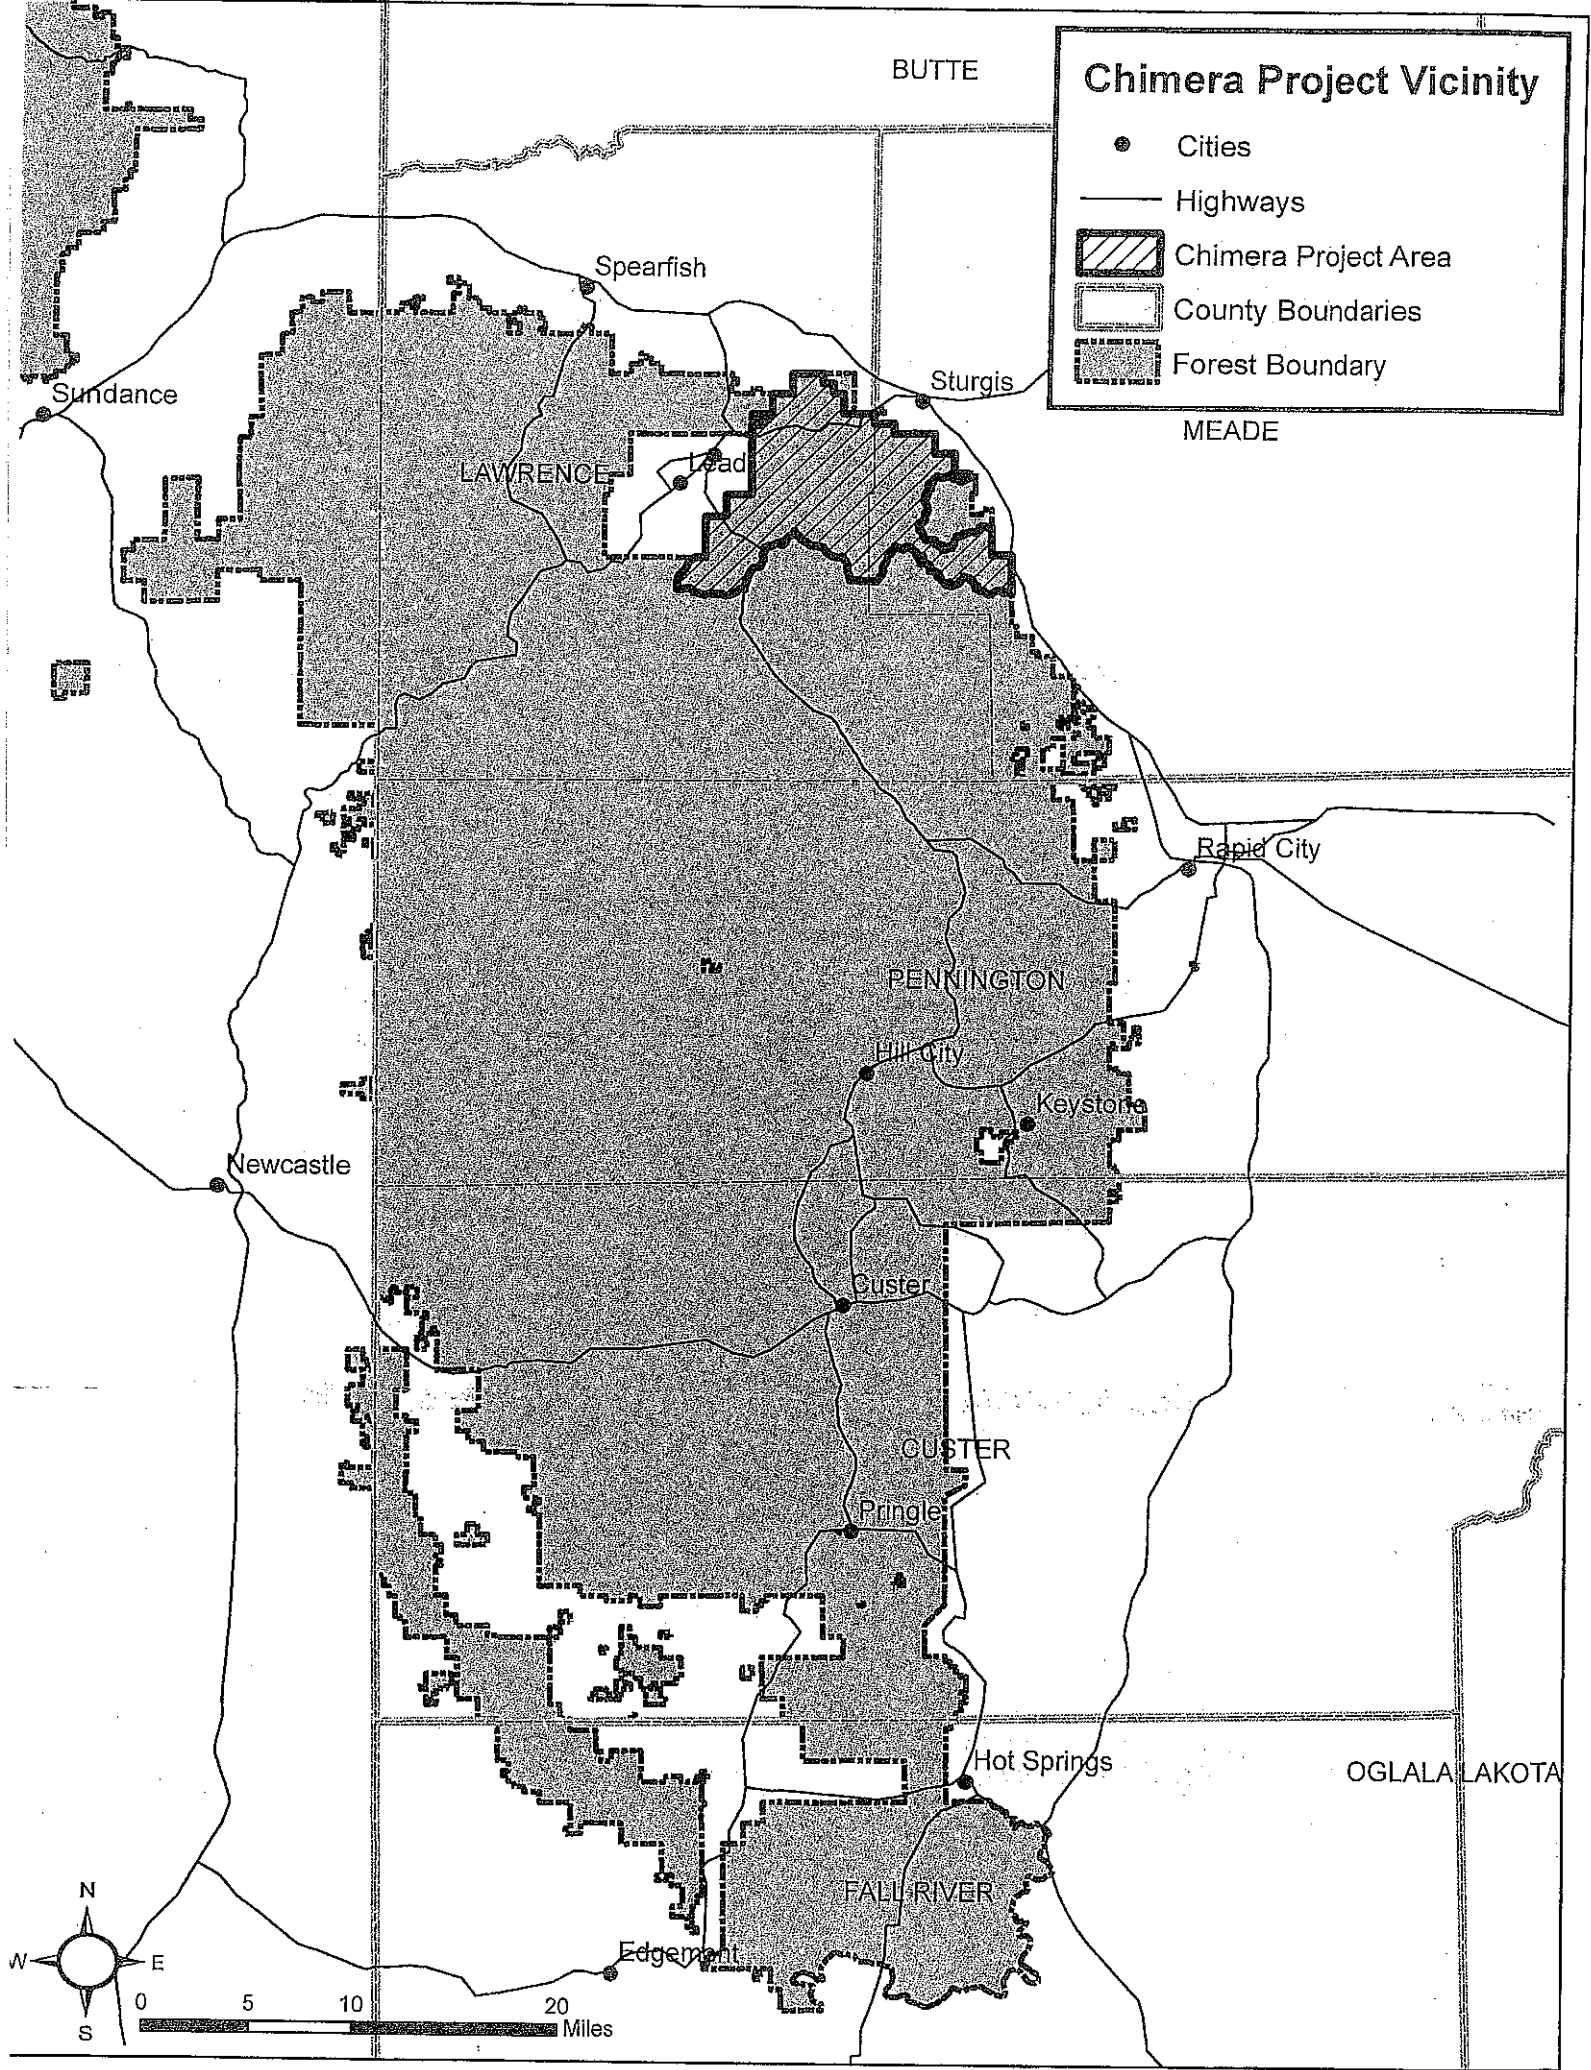 BUTTE
Chimera Project Vicinity
Cities
Highways
Chimera Project Area
County Boundaries
Forest Boundary
Spearfish
Sundance
Sturgis
MEADE
LAWRENCE
Lead
Rapid City
PENNINGTON
Hill City
Keystone
Newcastle
Custer
CUSTER
Pringle
Hot Springs
OGLALA LAKOTA
FALL RIVER
Edgemont
N
W
E
S
0 5 10 20
Miles